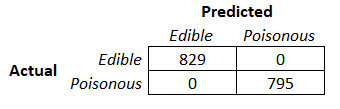 Predicted
Edible Poisonous
Edible 829 0
Actual
Poisonous 0 795